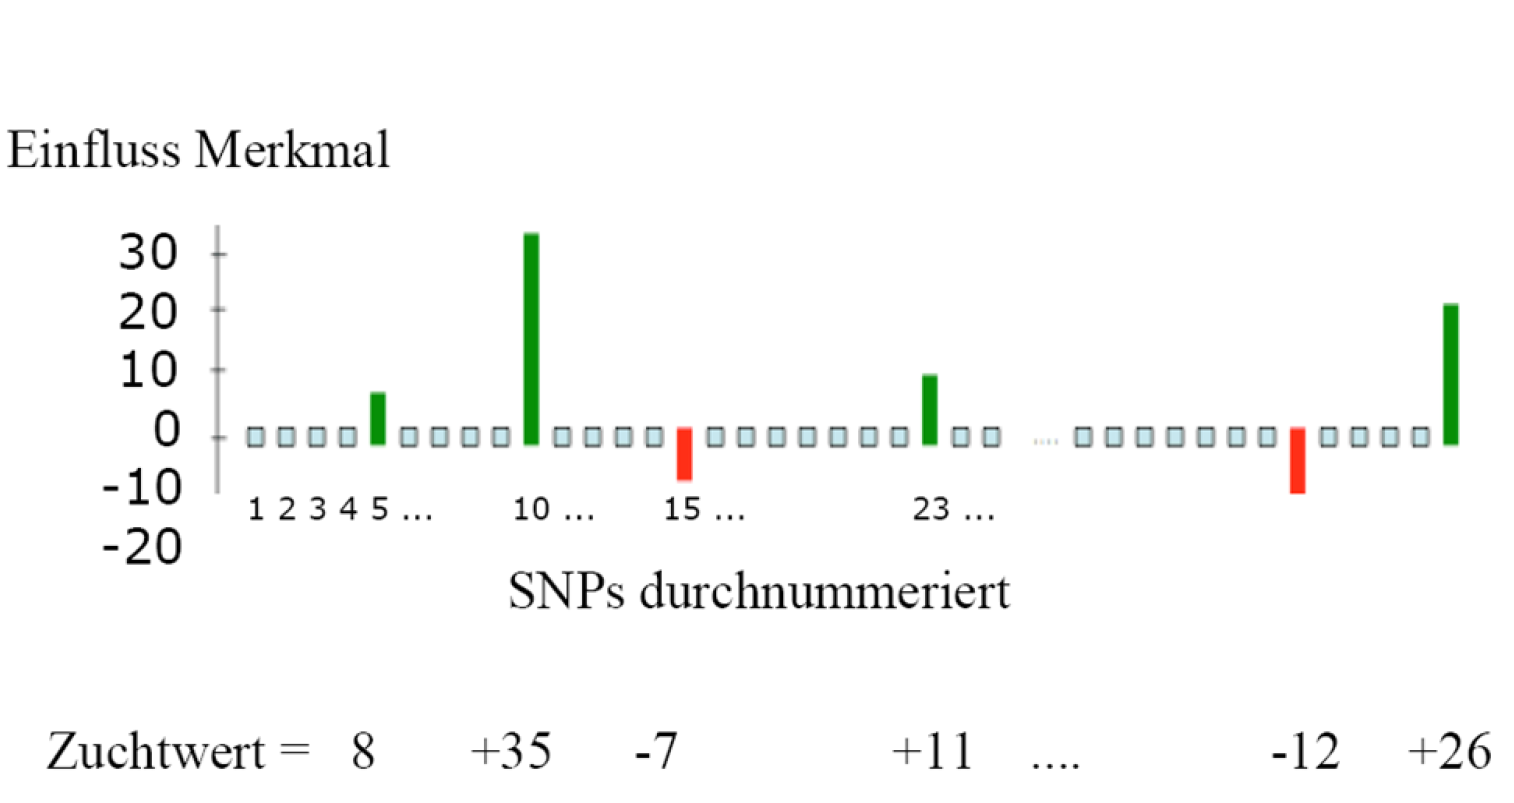 Einfluss Merkmal
30
20
10
0
-10
-20
1 2 3 4 5 ... 10 ... 15 ... 23 ...
SNPs durchnummeriert
Zuchtwert = 8 +35 -7 +11 .... -12 +26